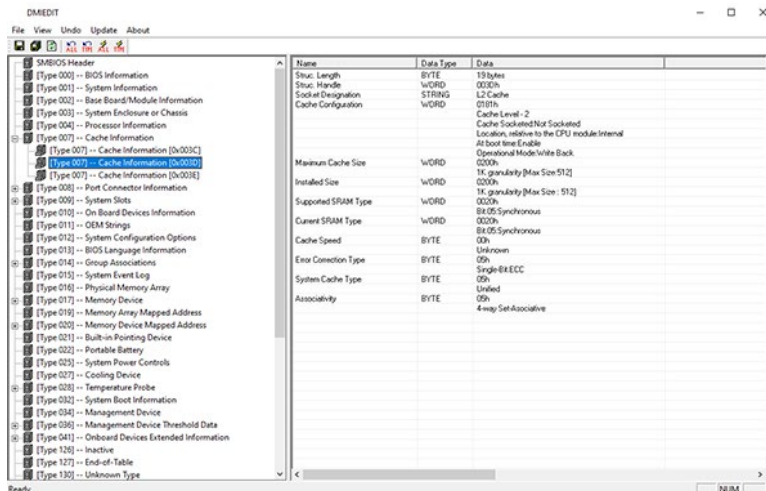 DMIEDIT
File View Undo Update About
ALL ALL
SMBIOS Header
[Type 000] -- BIOS Information
[Type 001] -- System Information
[Type 002] -- Base Board/Module Information
[Type 003] -- System Enclosure or Chassis
[Type 004] -- Processor Information
[Type 007] -- Cache Information
[Type 007] -- Cache Information [0x003C]
[Type 007] -- Cache Information [0x003D]
[Type 007] -- Cache Information [0x003E]
[Type 008] -- Port Connector Information
[Type 009] -- System Slots
[Type 010] -- On Board Devices Information
[Type 011] -- OEM Strings
[Type 012] -- System Configuration Options
[Type 013] -- BIOS Language Information
[Type 014] -- Group Associations
[Type 015] -- System Event Log
[Type 016] -- Physical Memory Array
[Type 017] -- Memory Device
[Type 019] -- Memory Array Mapped Address
[Type 020] -- Memory Device Mapped Address
[Type 021] -- Built-in Pointing Device
[Type 022] -- Portable Battery
[Type 025] -- System Power Controls
[Type 027] -- Cooling Device
[Type 028] -- Temperature Probe
[Type 032] -- System Boot Information
[Type 034] -- Management Device
[Type 036] -- Management Device Threshold Data
[Type 041] -- Onboard Devices Extended Information
[Type 126] -- Inactive
[Type 127] -- End-of-Table
[Type 130] -- Unknown Type
Name Data Type Data
Struc. Length BYTE 19 bytes
Struc. Handle WORD 003Dh
Socket Designation STRING L2 Cache
Cache Configuration WORD 0181h
Cache Level - 2
Cache Socketed:Not Socketed
Location, relative to the CPU module:Internal
At boot time:Enable
Operational Mode:Write Back
Maximum Cache Size WORD 0200h
1K granularity [Max Size:512]
Installed Size WORD 0200h
1K granularity [Max Size : 512]
Supported SRAM Type WORD 0020h
Bit:05:Synchronous
Current SRAM Type WORD 0020h
Bit:05:Synchronous
Cache Speed BYTE 00h
Unknown
Error Correction Type BYTE 05h
Single-Bit ECC
System Cache Type BYTE 05h
Unified
Associativity BYTE 05h
4-way Set-Asociative
Ready
NUM